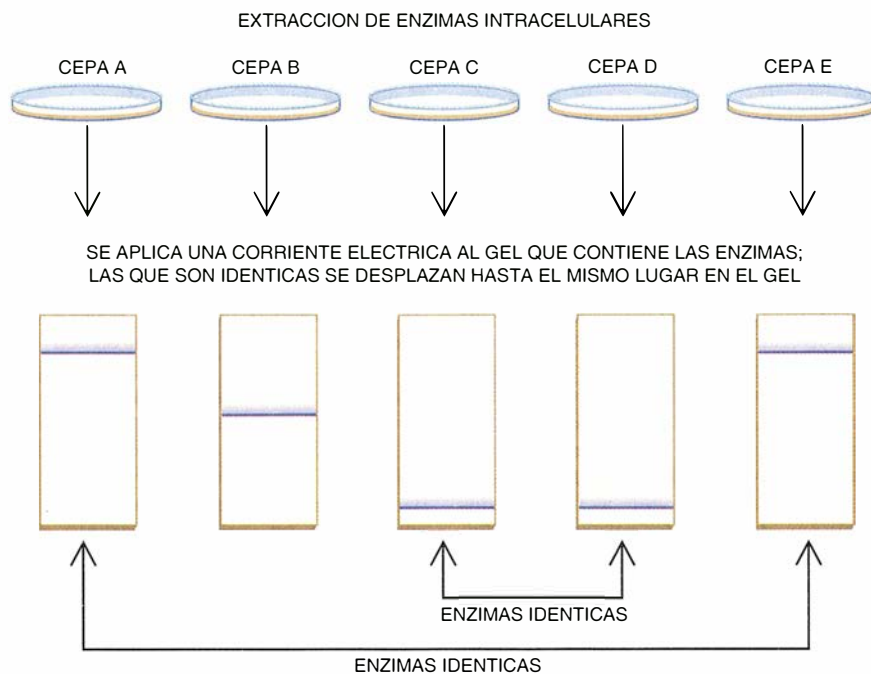 EXTRACCION DE ENZIMAS INTRACELULARES
CEPA A
CEPA B
CEPA C
CEPA D
CEPA E
SE APLICA UNA CORRIENTE ELECTRICA AL GEL QUE CONTIENE LAS ENZIMAS;
LAS QUE SON IDENTICAS SE DESPLAZAN HASTA EL MISMO LUGAR EN EL GEL
ENZIMAS IDENTICAS
ENZIMAS IDENTICAS